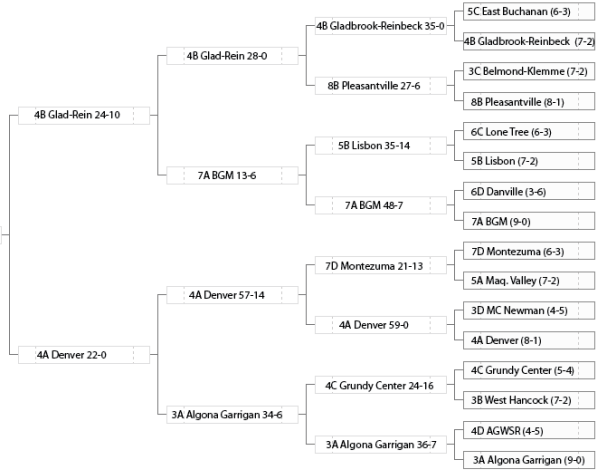 5C East Buchanan (6-3)
4B Gladbrook-Reinbeck 35-0
4B Gladbrook-Reinbeck (7-2)
4B Glad-Rein 28-0
3C Belmond-Klemme (7-2)
8B Pleasantville 27-6
8B Pleasantville (8-1)
4B Glad-Rein 24-10
6C Lone Tree (6-3)
5B Lisbon 35-14
5B Lisbon (7-2)
7A BGM 13-6
6D Danville (3-6)
7A BGM 48-7
7A BGM (9-0)
7D Montezuma (6-3)
7D Montezuma 21-13
5A Maq. Valley (7-2)
4A Denver 57-14
3D MC Newman (4-5)
4A Denver 59-0
4A Denver (8-1)
4A Denver 22-0
4C Grundy Center (5-4)
4C Grundy Center 24-16
3B West Hancock (7-2)
3A Algona Garrigan 34-6
4D AGWSR (4-5)
3A Algona Garrigan 36-7
3A Algona Garrigan (9-0)